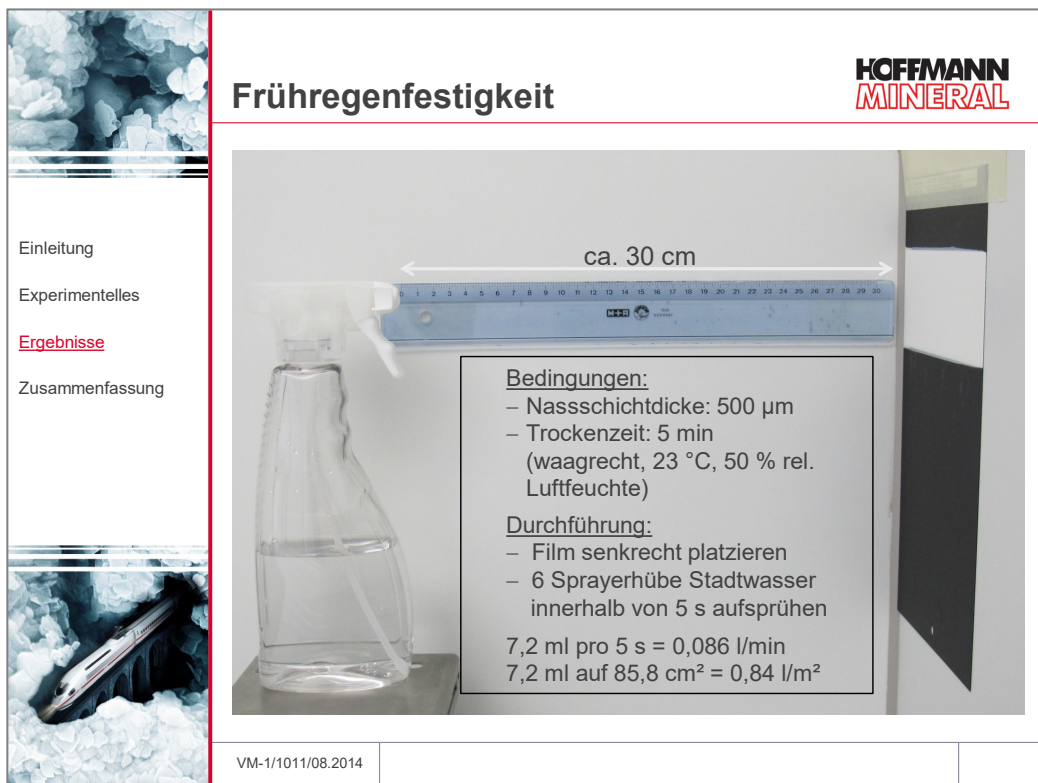 Frühregenfestigkeit
HOFFMANN
MINERAL
Einleitung
Experimentelles
Ergebnisse
Zusammenfassung
ca. 30 cm
0 1 2 3 4 5 6 7 8 9 10 11 12 13 14 15 16 17 18 19 20 21 22 23 24 25 26 27 28 29 30
M+R
Bedingungen:
– Nassschichtdicke: 500 µm
– Trockenzeit: 5 min
(waagrecht, 23 °C, 50 % rel.
Luftfeuchte)
Durchführung:
– Film senkrecht platzieren
– 6 Sprayerhübe Stadtwasser
innerhalb von 5 s aufsprühen
7,2 ml pro 5 s = 0,086 l/min
7,2 ml auf 85,8 cm² = 0,84 l/m²
VM-1/1011/08.2014